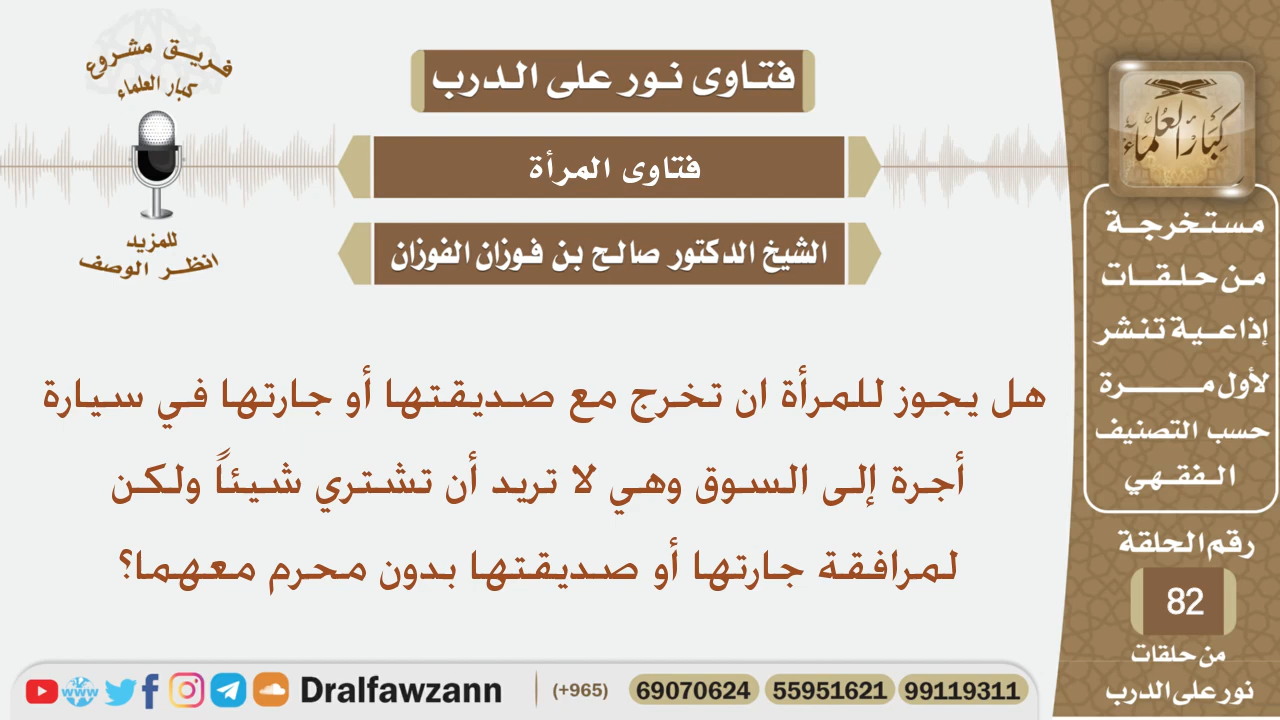 فريق مشروع
كبار العلماء
للمزيد
انظر الوصف
فتاوى نور على الدرب
فتاوى المرأة
الشيخ الدكتور صالح بن فوزان الفوزان
هل يجوز للمرأة ان تخرج مع صديقتها أو جارتها في سيارة
أجرة إلى السوق وهي لا تريد أن تشتري شيئاً ولكن
لمرافقة جارتها أو صديقتها بدون محرم معهما؟
كبار العلماء
مستخرجة
من حلقات
إذاعية تنشر
لأول مرة
حسب التصنيف
الفقهي
رقم الحلقة
82
من حلقات
نور على الدرب
www
Dralfawzann
(+965) 69070624 55951621 99119311